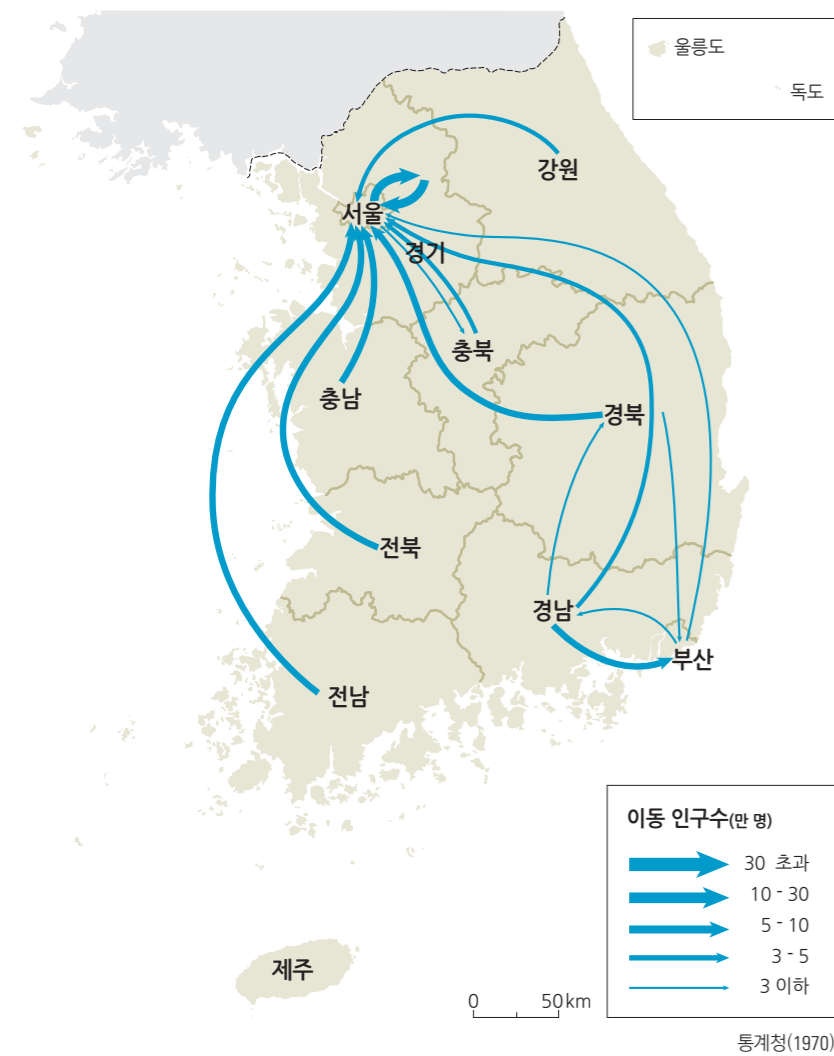 울릉도
독도
강원
서울
경기
충북
충남
경북
전북
경남
부산
전남
제주
이동 인구수(만 명)
30 초과
10 - 30
5 - 10
3 - 5
3 이하
0 50km
통계청(1970)